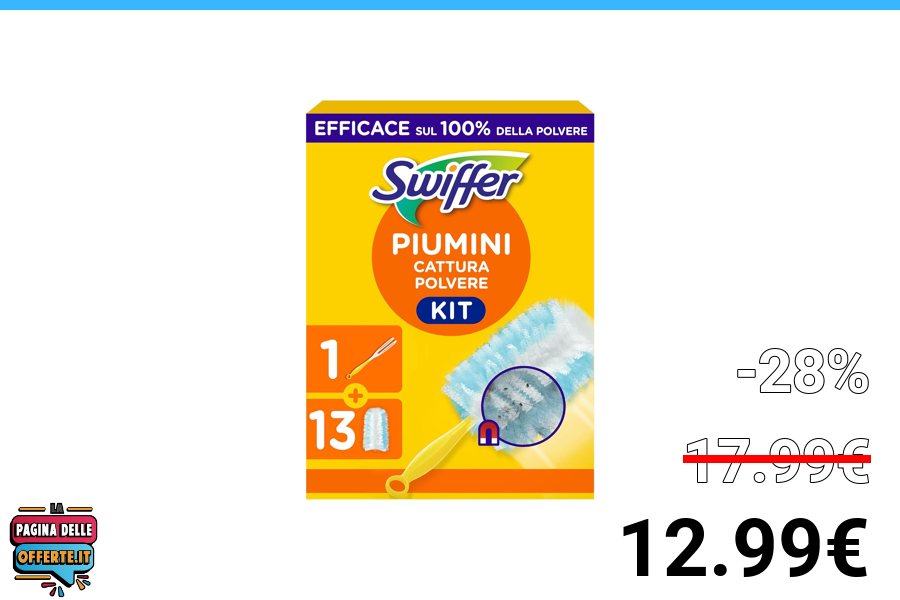 EFFICACE SUL 100% DELLA POLVERE
Swiffer
PIUMINI
CATTURA
POLVERE
KIT
1
+
13
-28%
17.99€
12.99€
LA
PAGINA DELLE
OFFERTE.IT